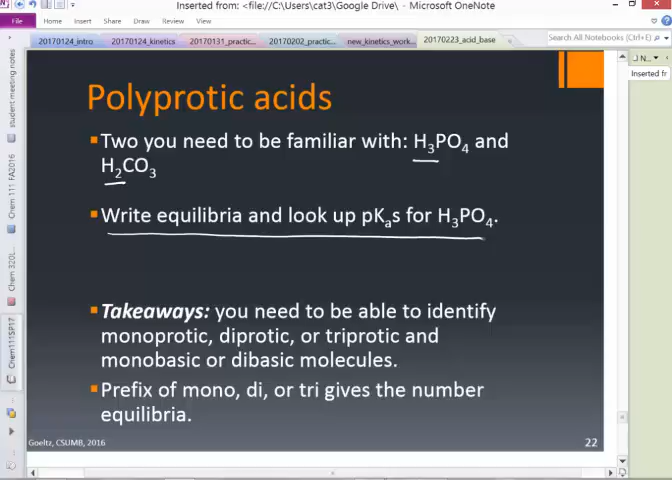 Inserted from: <file://C:\Users\cat3\Google Drive\ - Microsoft OneNote
File Home Insert Share Draw Review View
20170124_intro 20170124_kinetics 20170131_practic... 20170202_practic... new_kinetics_work... 20170223_acid_base Search All Notebooks (Ctrl+E)
N...
Inserted fr
student meeting notes
Chem 111 FA2016
Chem 320L
Chem111SP17
Polyprotic acids
Two you need to be familiar with: H₃PO₄ and
H₂CO₃
Write equilibria and look up pKₐs for H₃PO₄.
Takeaways: you need to be able to identify
monoprotic, diprotic, or triprotic and
monobasic or dibasic molecules.
Prefix of mono, di, or tri gives the number
equilibria.
Goeltz, CSUMB, 2016
22